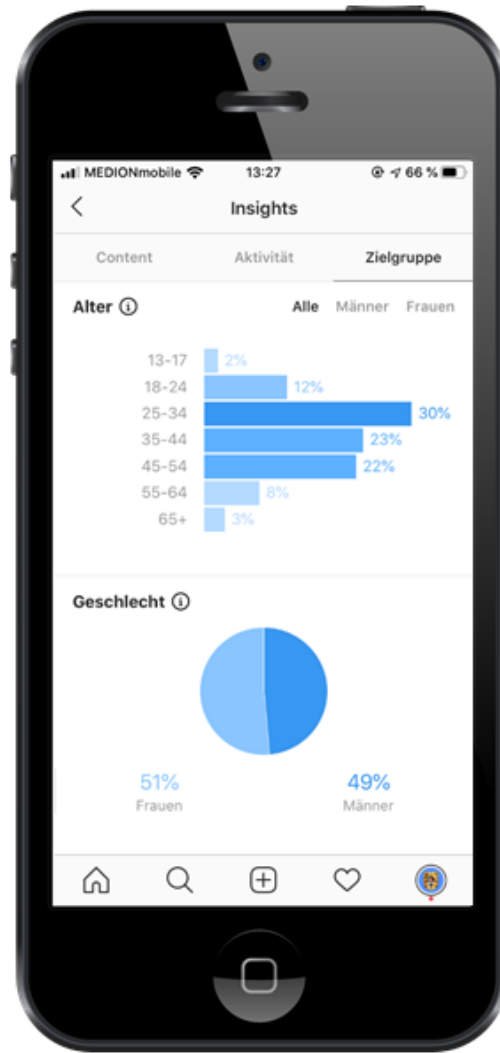 MEDIONmobile 13:27 66 %
Insights
Content Aktivität Zielgruppe
Alter Alle Männer Frauen
13-17 2%
18-24 12%
25-34 30%
35-44 23%
45-54 22%
55-64 8%
65+ 3%
Geschlecht
51% 49%
Frauen Männer